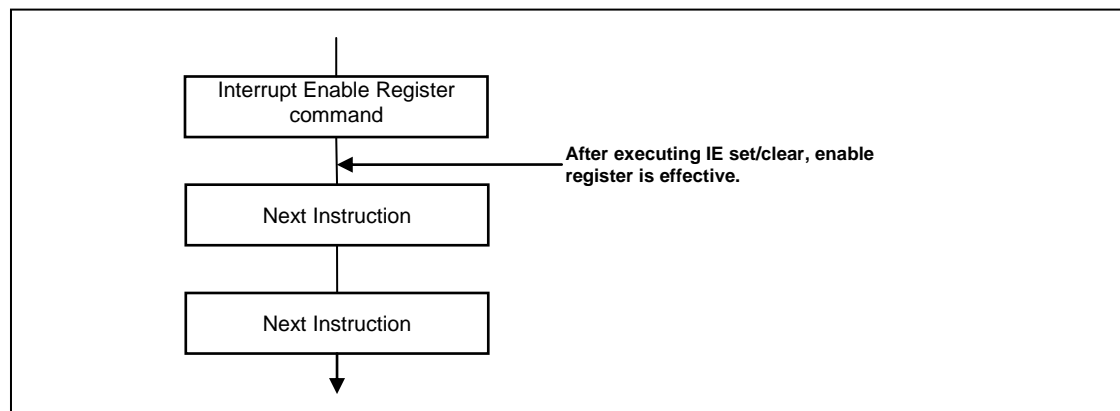 Interrupt Enable Register
command
After executing IE set/clear, enable
register is effective.
Next Instruction
Next Instruction